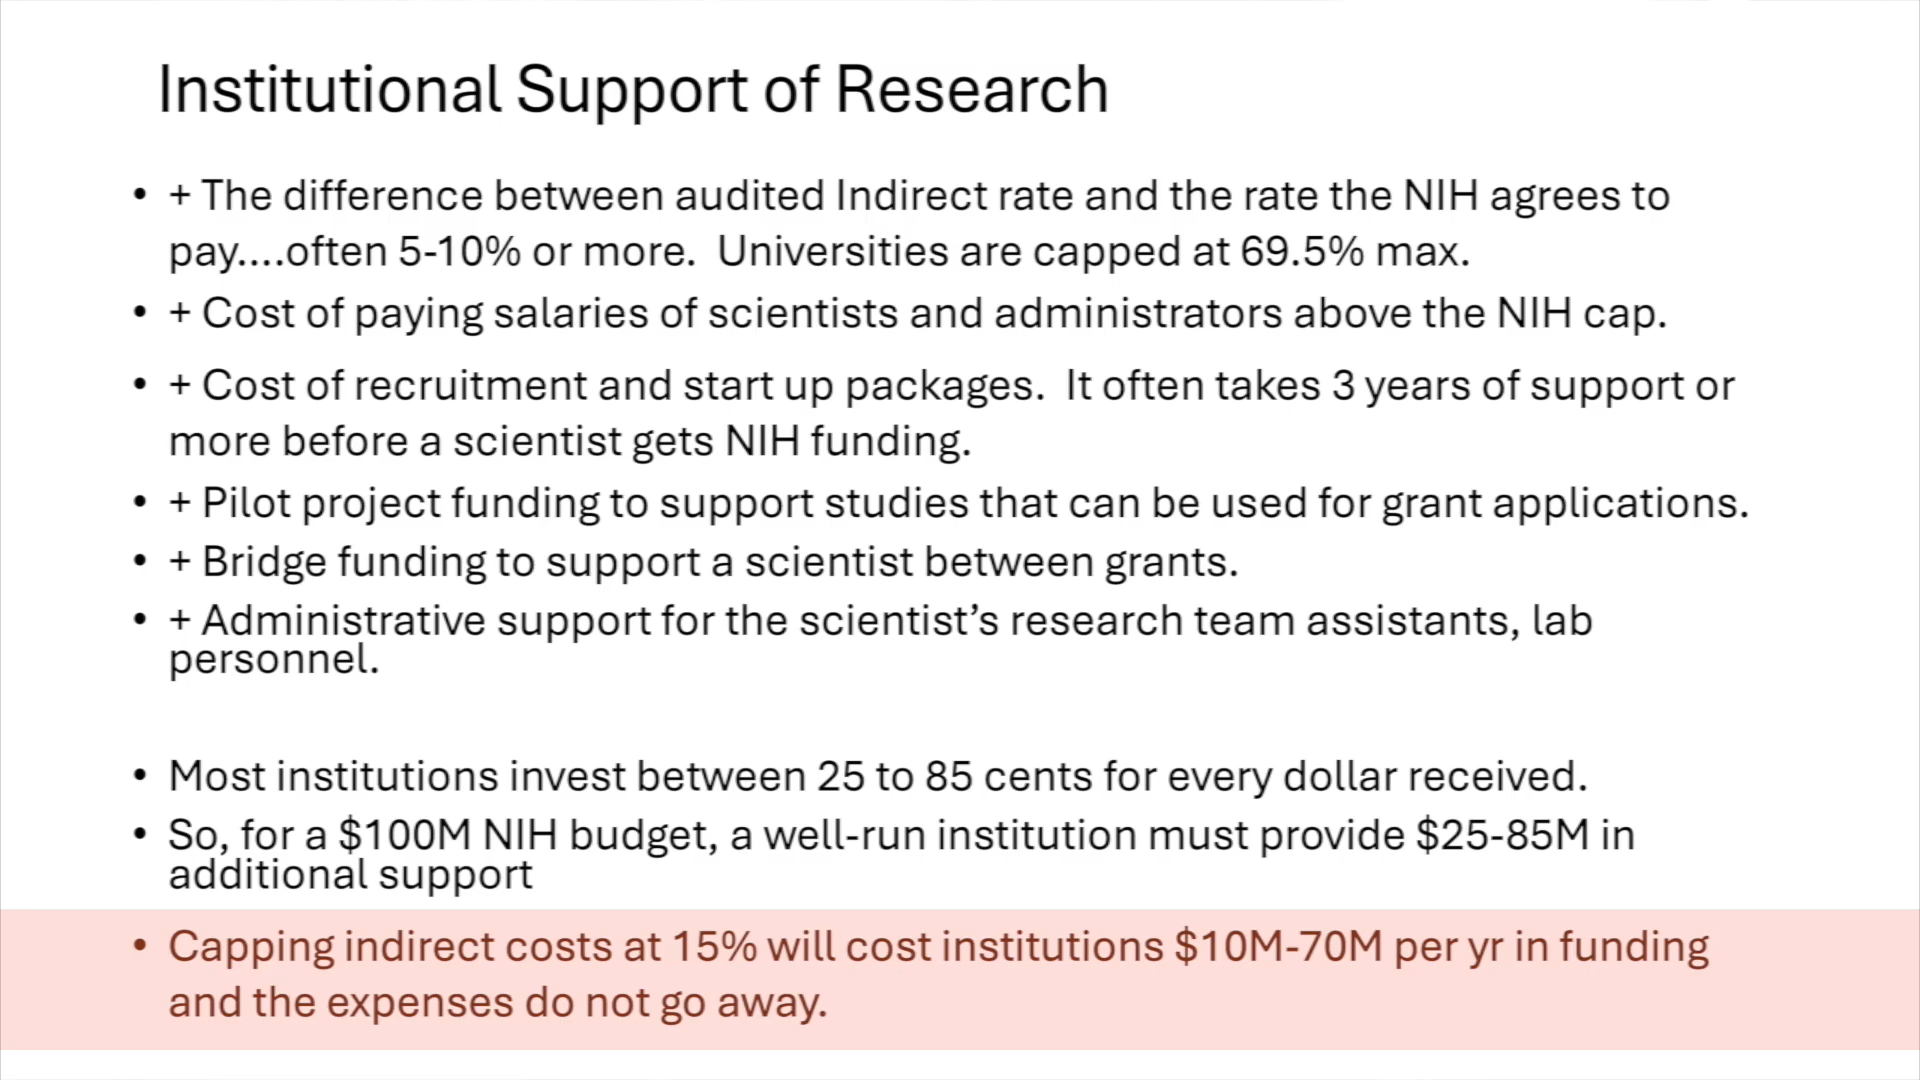 Institutional Support of Research
• + The difference between audited Indirect rate and the rate the NIH agrees to
pay....often 5-10% or more.  Universities are capped at 69.5% max.
• + Cost of paying salaries of scientists and administrators above the NIH cap.
• + Cost of recruitment and start up packages.  It often takes 3 years of support or
more before a scientist gets NIH funding.
• + Pilot project funding to support studies that can be used for grant applications.
• + Bridge funding to support a scientist between grants.
• + Administrative support for the scientist’s research team assistants, lab
personnel.
• Most institutions invest between 25 to 85 cents for every dollar received.
• So, for a $100M NIH budget, a well-run institution must provide $25-85M in
additional support
• Capping indirect costs at 15% will cost institutions $10M-70M per yr in funding
and the expenses do not go away.